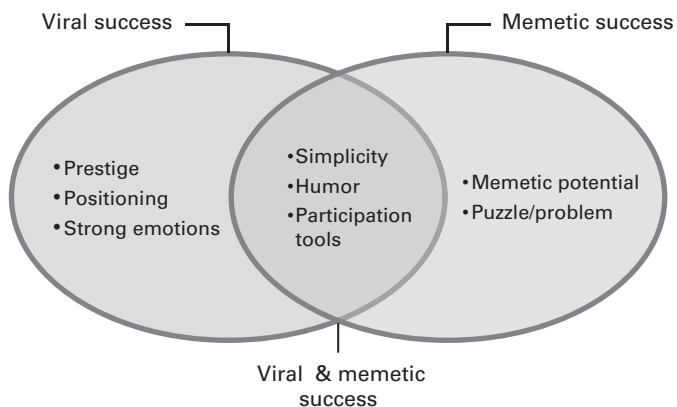 Viral success
Memetic success
•Prestige
•Positioning
•Strong emotions
•Simplicity
•Humor
•Participation
tools
•Memetic potential
•Puzzle/problem
Viral & memetic
success